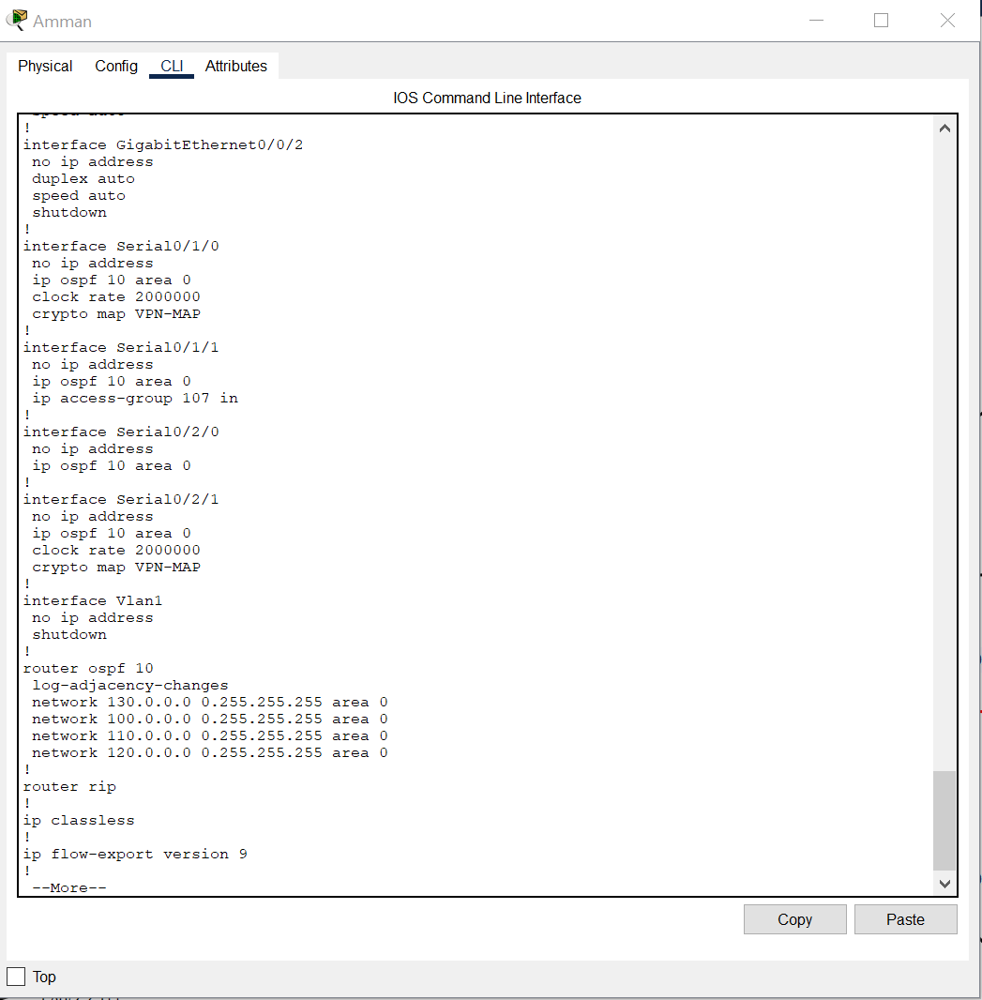 Amman
Physical Config CLI Attributes
IOS Command Line Interface
!
interface GigabitEthernet0/0/2
no ip address
duplex auto
speed auto
shutdown
!
interface Serial0/1/0
no ip address
ip ospf 10 area 0
clock rate 2000000
crypto map VPN-MAP
!
interface Serial0/1/1
no ip address
ip ospf 10 area 0
ip access-group 107 in
!
interface Serial0/2/0
no ip address
ip ospf 10 area 0
!
interface Serial0/2/1
no ip address
ip ospf 10 area 0
clock rate 2000000
crypto map VPN-MAP
!
interface Vlan1
no ip address
shutdown
!
router ospf 10
log-adjacency-changes
network 130.0.0.0 0.255.255.255 area 0
network 100.0.0.0 0.255.255.255 area 0
network 110.0.0.0 0.255.255.255 area 0
network 120.0.0.0 0.255.255.255 area 0
!
router rip
!
ip classless
!
ip flow-export version 9
!
--More--
Copy Paste
Top